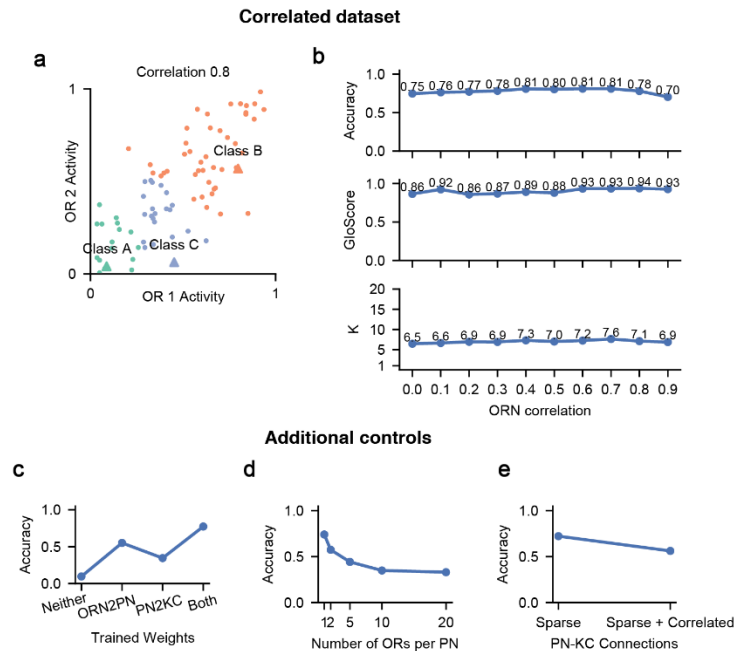 Correlated dataset
a
Correlation 0.8
1
OR 2 Activity
0
Class B
Class A
Class C
0
1
OR 1 Activity
b
1.0
0.5
0.0
Accuracy
0.75 0.76 0.77 0.78 0.81 0.80 0.81 0.81 0.78 0.70
1.0
0.5
0.0
GloScore
0.86 0.92 0.86 0.87 0.89 0.88 0.93 0.93 0.94 0.93
20
15
10
5
1
K
6.5 6.6 6.9 6.9 7.3 7.0 7.2 7.6 7.1 6.9
0.0 0.1 0.2 0.3 0.4 0.5 0.6 0.7 0.8 0.9
ORN correlation
Additional controls
c
1.0
0.5
0.0
Accuracy
Neither ORN2PN PN2KC Both
Trained Weights
d
1.0
0.5
0.0
Accuracy
1 2 5 10 20
Number of ORs per PN
e
1.0
0.5
0.0
Accuracy
Sparse Sparse + Correlated
PN-KC Connections